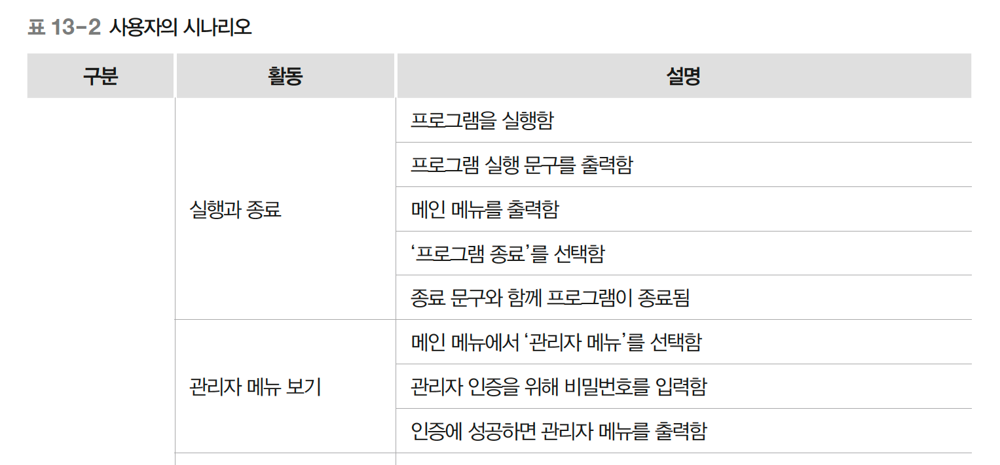 표 13-2 사용자의 시나리오
구분 활동 설명
프로그램을 실행함
프로그램 실행 문구를 출력함
실행과 종료
메인 메뉴를 출력함
‘프로그램 종료’를 선택함
종료 문구와 함께 프로그램이 종료됨
메인 메뉴에서 ‘관리자 메뉴’를 선택함
관리자 메뉴 보기
관리자 인증을 위해 비밀번호를 입력함
인증에 성공하면 관리자 메뉴를 출력함